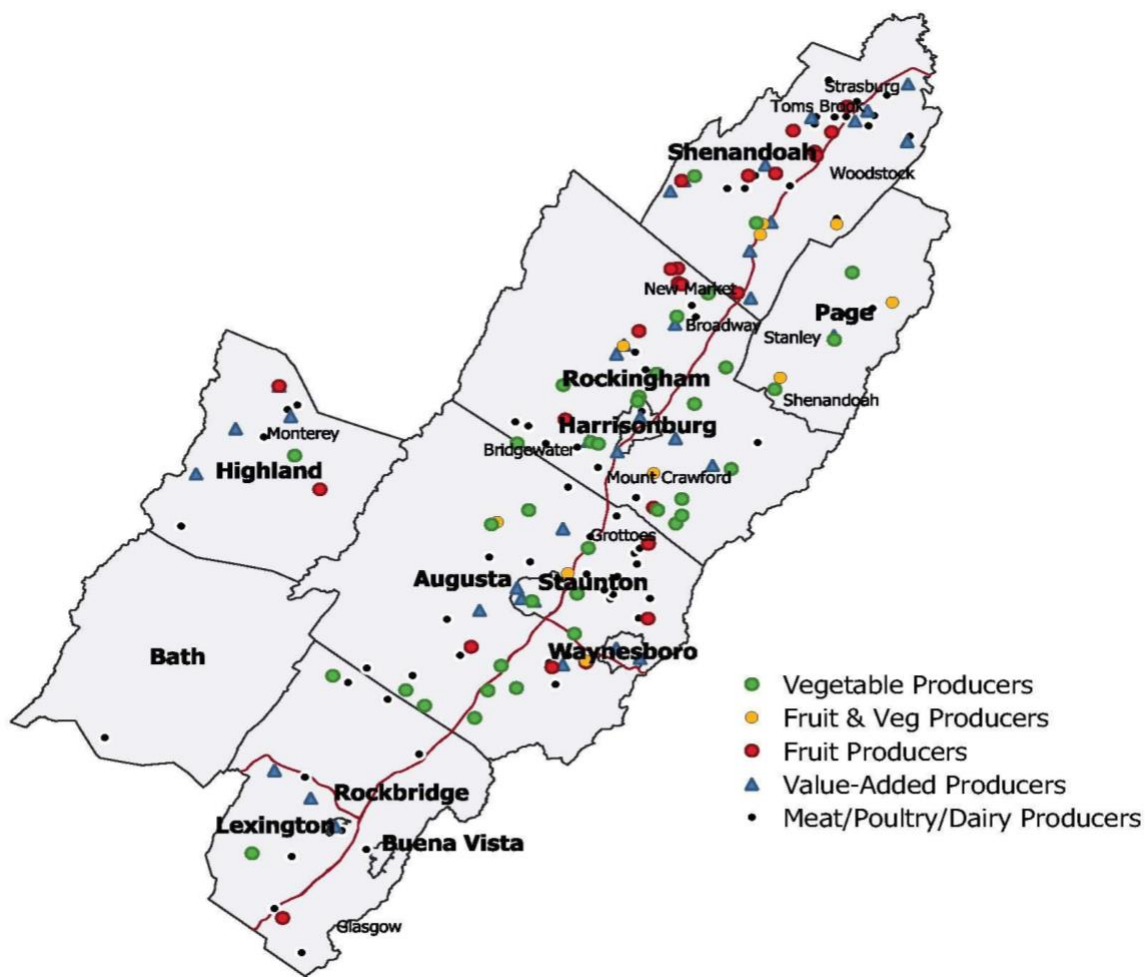 Strasburg
Toms Brook
Shenandoah
Woodstock
New Market
Page
Broadway
Stanley
Rockingham
Shenandoah
Harrisonburg
Monterey
Bridgewater
Highland
Mount Crawford
Grottoes
Augusta
Staunton
Bath
Waynesboro
Vegetable Producers
Fruit & Veg Producers
Fruit Producers
Value-Added Producers
Meat/Poultry/Dairy Producers
Rockbridge
Lexington
Buena Vista
Glasgow